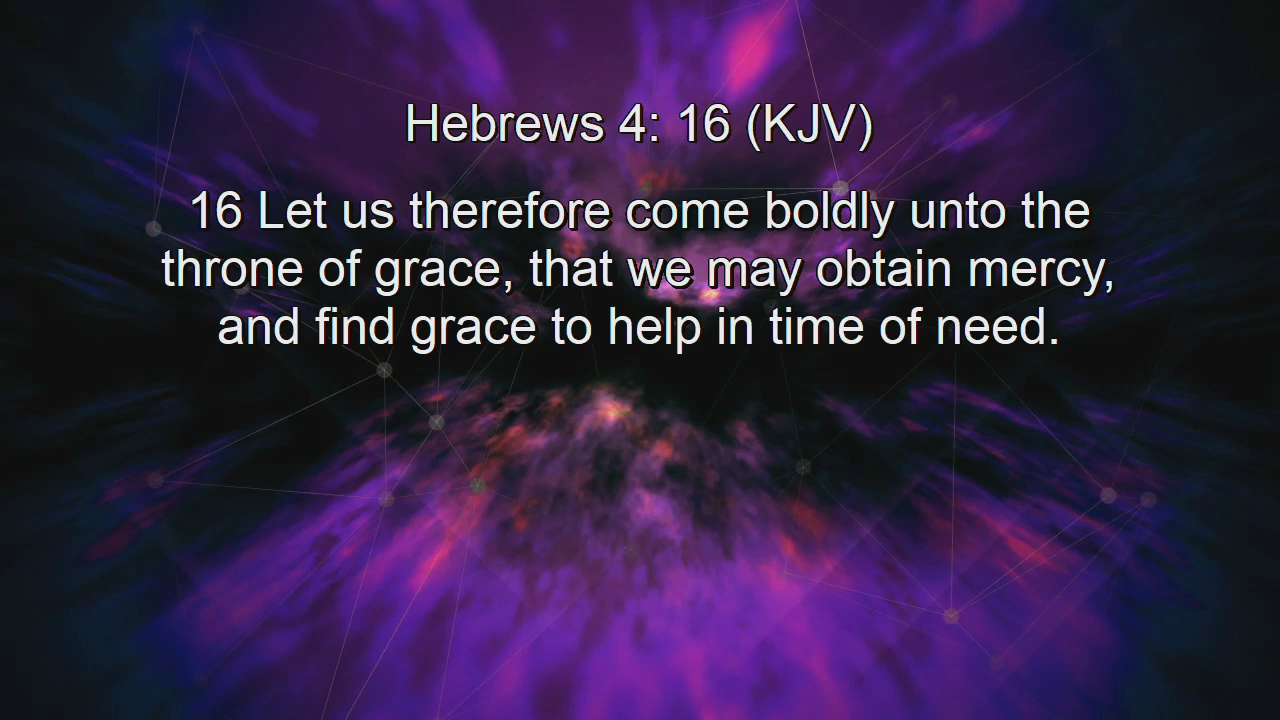 Hebrews 4: 16 (KJV)
16 Let us therefore come boldly unto the
throne of grace, that we may obtain mercy,
and find grace to help in time of need.